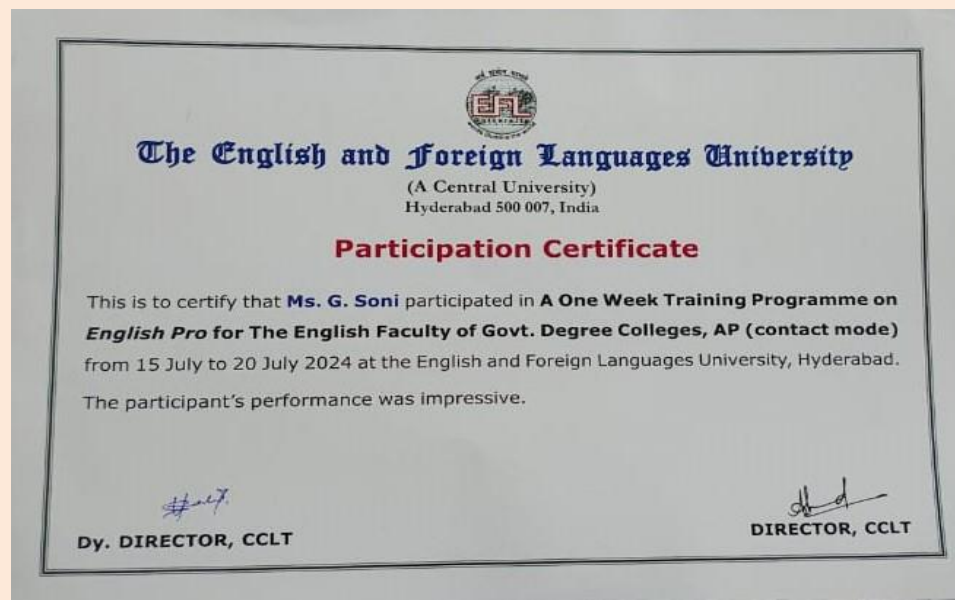 EFL
The English and Foreign Languages University
(A Central University)
Hyderabad 500 007, India
Participation Certificate
This is to certify that Ms. G. Soni participated in A One Week Training Programme on
English Pro for The English Faculty of Govt. Degree Colleges, AP (contact mode)
from 15 July to 20 July 2024 at the English and Foreign Languages University, Hyderabad.
The participant's performance was impressive.
Dy. DIRECTOR, CCLT
DIRECTOR, CCLT